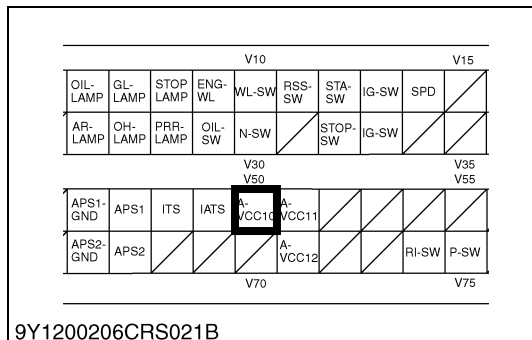 V10 V15
OIL- GL- STOP ENG- WL-SW RSS- STA- IG-SW SPD
LAMP LAMP LAMP WL SW SW
AR- OH- PRR- OIL- N-SW STOP- IG-SW
LAMP LAMP LAMP SW SW
V30 V35
V50 V55
APS1- APS1 ITS IATS A- A-
GND VCC10 VCC11
APS2- APS2 A- RI-SW P-SW
GND VCC12
V70 V75
9Y1200206CRS021B